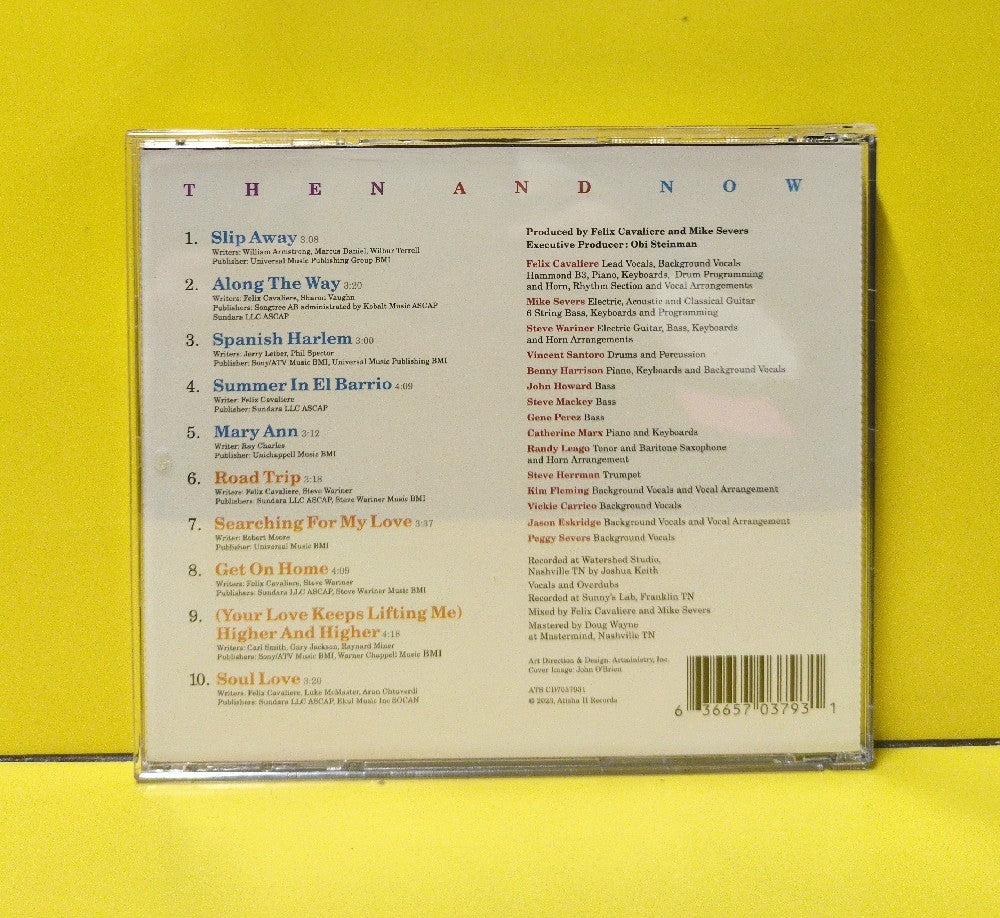 THEN AND NOW
1. Slip Away 3:08
Writers: William Armstrong, Marcus Daniel, Wilbur Terrell
Publisher: Universal Music Publishing Group BMI
2. Along The Way 3:20
Writers: Felix Cavaliere, Sharon Vaughn
Publishers: Songtree AB administrated by Kobalt Music ASCAP
Sundara LLC ASCAP
3. Spanish Harlem 3:00
Writers: Jerry Leiber, Phil Spector
Publisher: Sony/ATV Music BMI, Universal Music Publishing BMI
4. Summer In El Barrio 4:09
Writer: Felix Cavaliere
Publisher: Sundara LLC ASCAP
5. Mary Ann 3:12
Writer: Ray Charles
Publisher: Unichappell Music BMI
6. Road Trip 3:18
Writers: Felix Cavaliere, Steve Wariner
Publishers: Sundara LLC ASCAP, Steve Wariner Music BMI
7. Searching For My Love 3:37
Writer: Robert Moore
Publisher: Universal Music BMI
8. Get On Home 4:09
Writers: Felix Cavaliere, Steve Wariner
Publishers: Sundara LLC ASCAP, Steve Wariner Music BMI
9. (Your Love Keeps Lifting Me)
Higher And Higher 4:18
Writers: Carl Smith, Gary Jackson, Raynard Miner
Publishers: Sony/ATV Music BMI, Warner Chappell Music BMI
10. Soul Love 3:20
Writers: Felix Cavaliere, Luke McMaster, Arun Chturvedi
Publishers: Sundara LLC ASCAP, Ekul Music Inc SOCAN
Produced by Felix Cavaliere and Mike Severs
Executive Producer: Obi Steinman
Felix Cavaliere Lead Vocals, Background Vocals
Hammond B3, Piano, Keyboards, Drum Programming
and Horn, Rhythm Section and Vocal Arrangements
Mike Severs Electric, Acoustic and Classical Guitar
6 String Bass, Keyboards and Programming
Steve Wariner Electric Guitar, Bass, Keyboards
and Horn Arrangements
Vincent Santoro Drums and Percussion
Benny Harrison Piano, Keyboards and Background Vocals
John Howard Bass
Steve Mackey Bass
Gene Perez Bass
Catherine Marx Piano and Keyboards
Randy Leago Tenor and Baritone Saxophone
and Horn Arrangement
Steve Herrman Trumpet
Kim Fleming Background Vocals and Vocal Arrangement
Vickie Carrico Background Vocals
Jason Eskridge Background Vocals and Vocal Arrangement
Peggy Severs Background Vocals
Recorded at Watershed Studio,
Nashville TN by Joshua Keith
Vocals and Overdubs
Recorded at Sunny's Lab, Franklin TN
Mixed by Felix Cavaliere and Mike Severs
Mastered by Doug Wayne
at Mastermind, Nashville TN
Art Direction & Design: Artministry, Inc.
Cover Image: John O'Brien
ATS CD7037931
© 2023, Atisha II Records
6 36657 03793 1